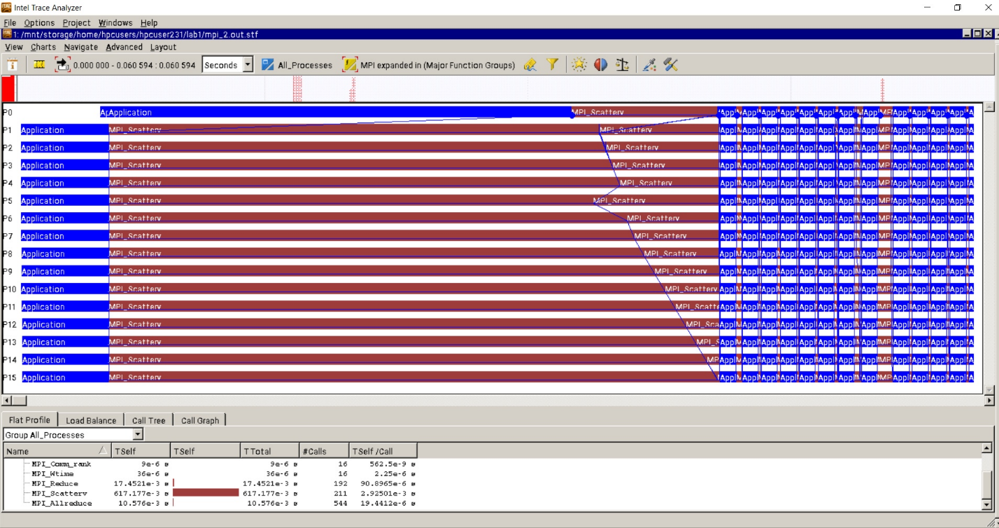 Intel Trace Analyzer
File Options Project Windows Help
1: /mnt/storage/home/hpcusers/hpcuser231/lab1/mpi_2.out.stf
View Charts Navigate Advanced Layout
0.000 000 - 0.060 594 : 0.060 594 Seconds All_Processes MPI expanded in (Major Function Groups)
P0 Application MPI_Scatterv
P1 Application MPI_Scatterv MPI_Scatterv
P2 Application MPI_Scatterv MPI_Scatterv
P3 Application MPI_Scatterv MPI_Scatterv
P4 Application MPI_Scatterv MPI_Scatterv
P5 Application MPI_Scatterv MPI_Scatterv
P6 Application MPI_Scatterv MPI_Scatterv
P7 Application MPI_Scatterv MPI_Scatterv
P8 Application MPI_Scatterv MPI_Scatterv
P9 Application MPI_Scatterv MPI_Scatterv
P10 Application MPI_Scatterv MPI_Scatterv
P11 Application MPI_Scatterv MPI_Scatt
P12 Application MPI_Scatterv MPI_Sca
P13 Application MPI_Scatterv MPI_S
P14 Application MPI_Scatterv MP
P15 Application MPI_Scatterv
Flat Profile Load Balance Call Tree Call Graph
Group All_Processes
Name TSelf TSelf TTotal #Calls TSelf /Call
MPI_Comm_rank 9e-6 s 9e-6 s 16 562.5e-9 s
MPI_Wtime 36e-6 s 36e-6 s 16 2.25e-6 s
MPI_Reduce 17.4521e-3 s 17.4521e-3 s 192 90.8965e-6 s
MPI_Scatterv 617.177e-3 s 617.177e-3 s 211 2.92501e-3 s
MPI_Allreduce 10.576e-3 s 10.576e-3 s 544 19.4412e-6 s